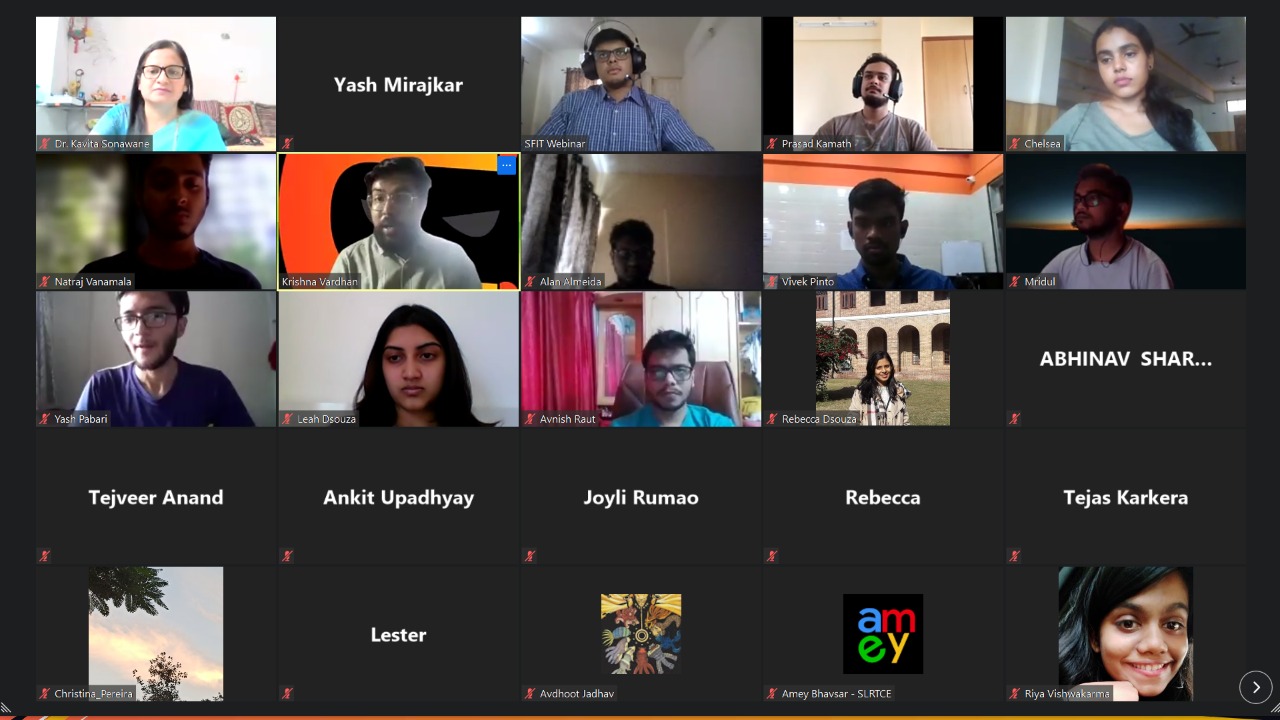 Dr. Kavita Sonawane
Yash Mirajkar
SFIT Webinar
Prasad Kamath
Chelsea
Natraj Vanamala
Krishna Vardhan
Alan Almeida
Vivek Pinto
Mridul
Yash Pabari
Leah Dsouza
Avnish Raut
Rebecca Dsouza
ABHINAV SHAR...
Tejveer Anand
Ankit Upadhyay
Joyli Rumao
Rebecca
Tejas Karkera
Christina_Pereira
Lester
Avdhoot Jadhav
am
ey
Amey Bhavsar - SLRTCE
Riya Vishwakarma